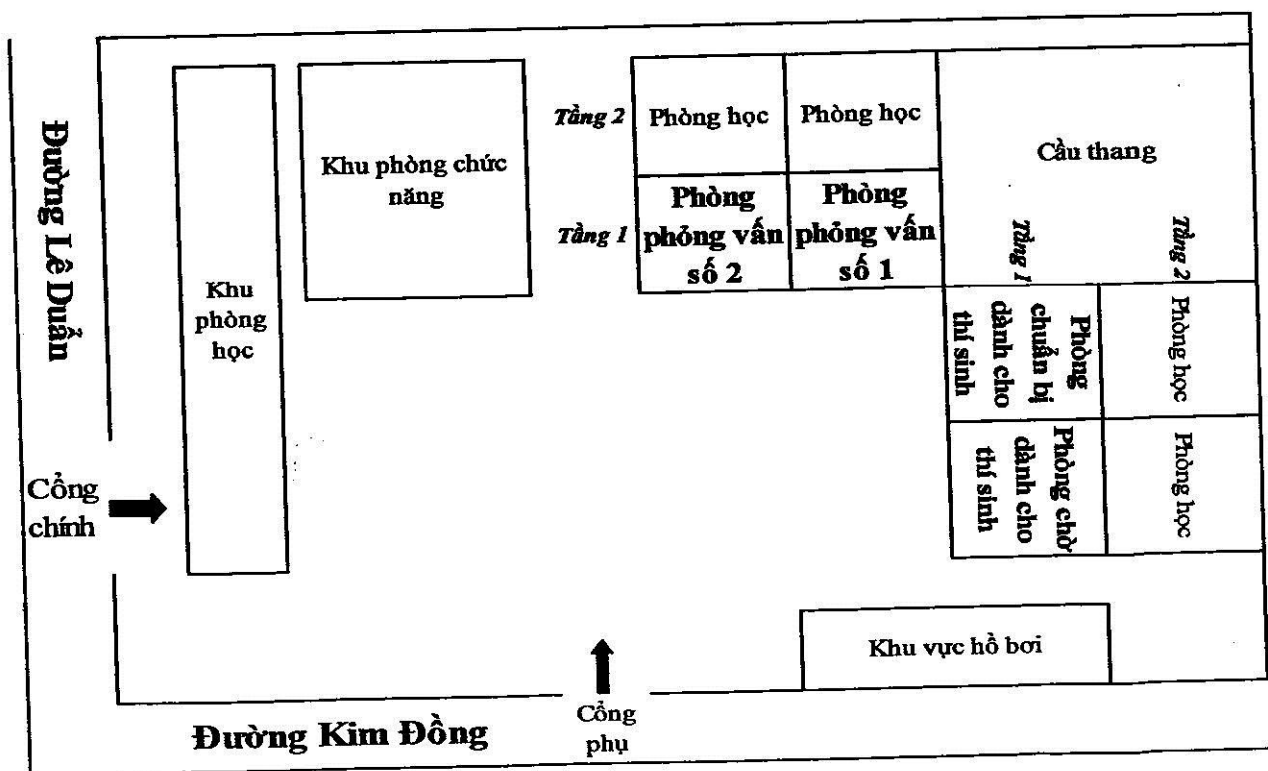 Đường Lê Duẩn
Cổng
chính
Khu
phòng
học
Khu phòng chức
năng
Tầng 2
Phòng học
Phòng học
Tầng 1
Phòng
phỏng vấn
số 2
Phòng
phỏng vấn
số 1
Cầu thang
Tầng 1
Tầng 2
Phòng
chuẩn bị
dành cho
thí sinh
Phòng học
Phòng chờ
dành cho
thí sinh
Phòng học
Khu vực hồ bơi
Đường Kim Đồng
Cổng
phụ